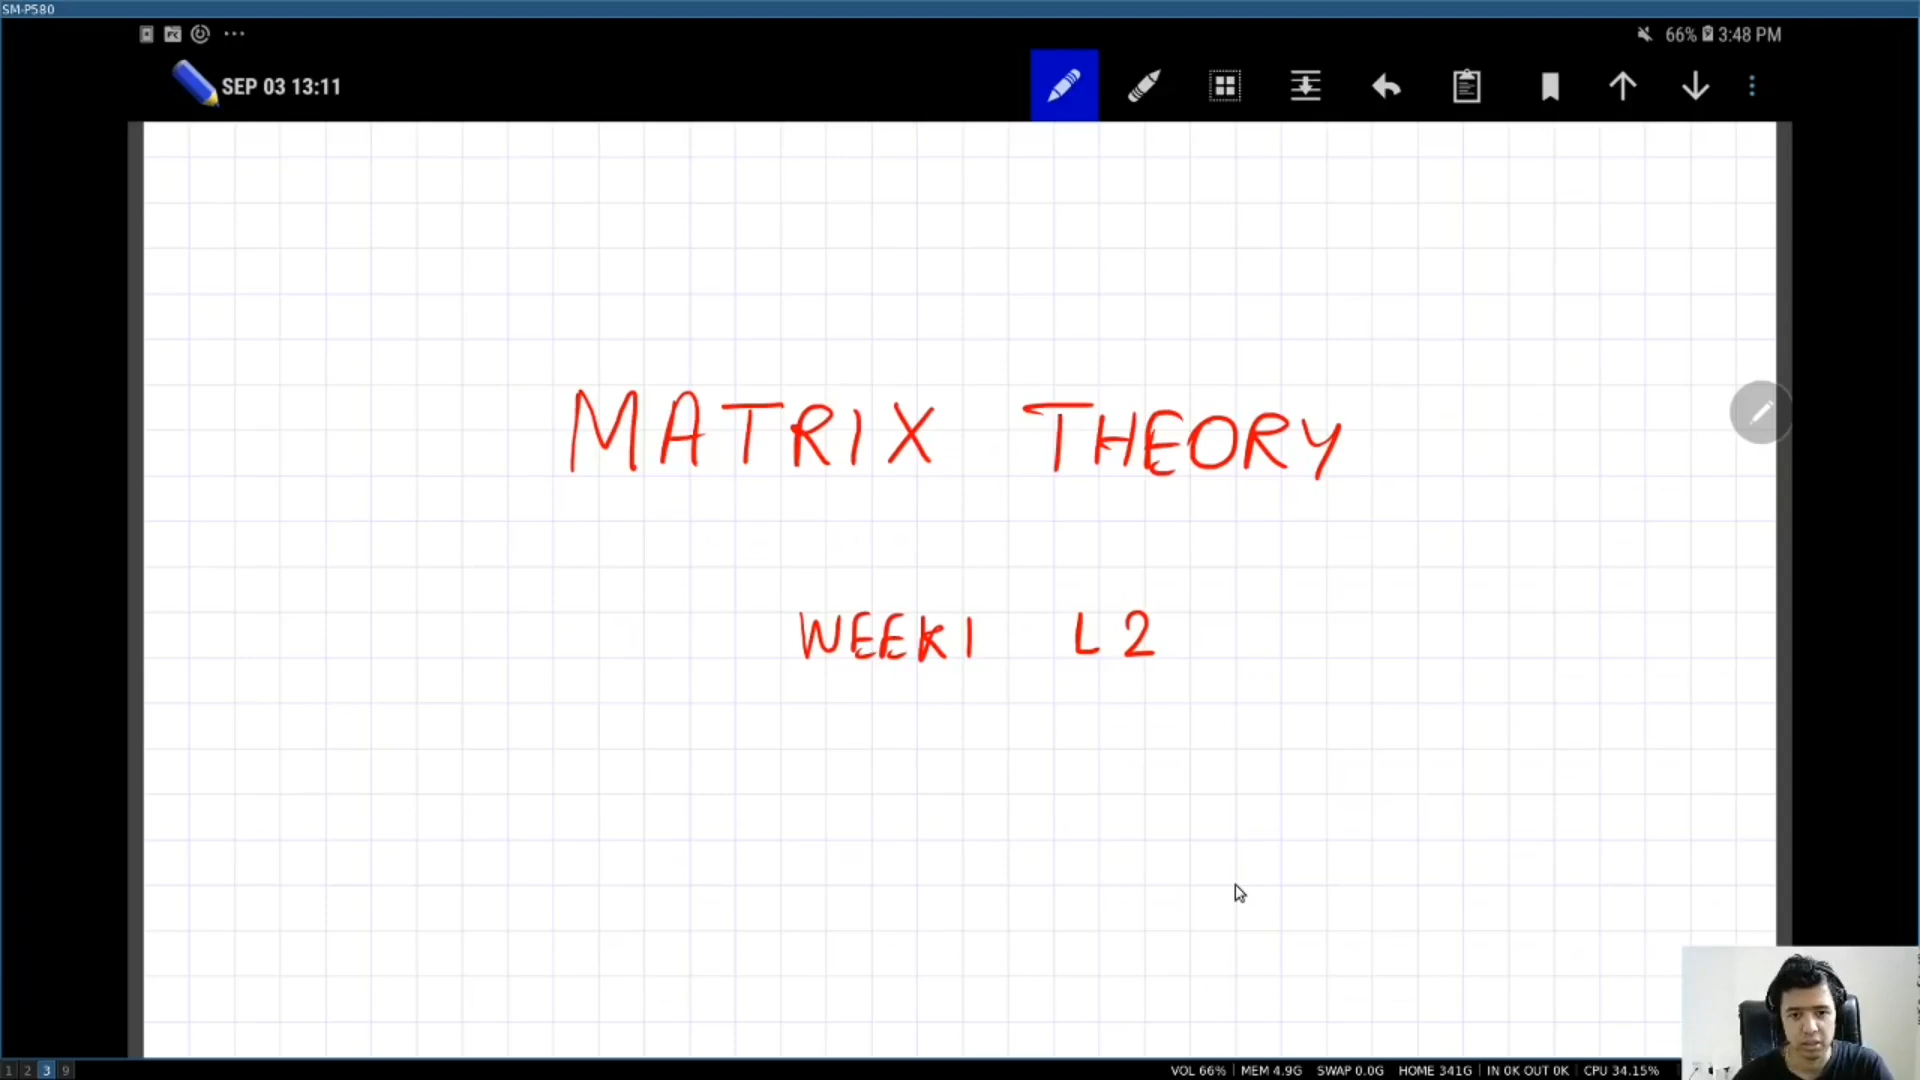 SM-P580
66% 3:48 PM
SEP 03 13:11
MATRIX THEORY
WEEK1 L2
1 2 3 9 VOL 66% | MEM 4.9G SWAP 0.0G HOME 341G | IN 0K OUT 0K | CPU 34.15%